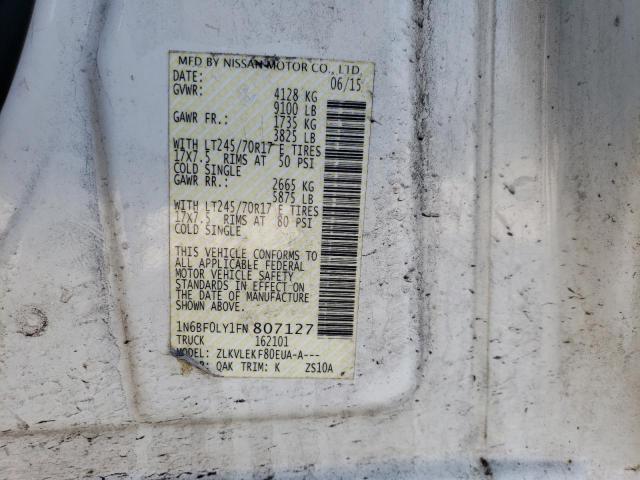 MFD BY NISSAN MOTOR CO., LTD.
DATE: 06/15
GVWR: 4128 KG
9100 LB
GAWR FR.: 1735 KG
3825 LB
WITH LT245/70R17 E TIRES
17X7.5 RIMS AT 50 PSI
COLD SINGLE
GAWR RR.: 2665 KG
5875 LB
WITH LT245/70R17 E TIRES
17X7.5 RIMS AT 80 PSI
COLD SINGLE
THIS VEHICLE CONFORMS TO
ALL APPLICABLE FEDERAL
MOTOR VEHICLE SAFETY
STANDARDS IN EFFECT ON
THE DATE OF MANUFACTURE
SHOWN ABOVE.
1N6BF0LY1FN 807127
TRUCK 162101
MODEL: ZLKVLEKF80EUA-A---
COLOR: QAK TRIM: K ZS10A